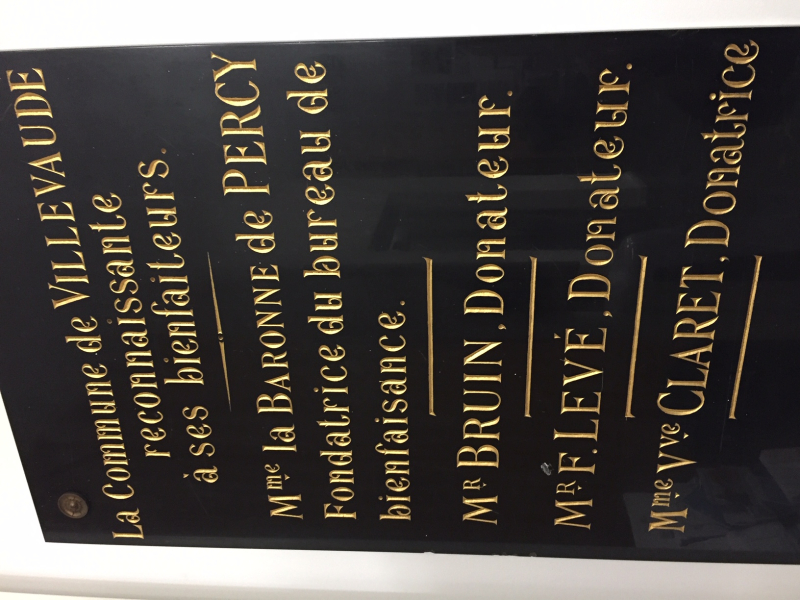 La Commune de VILLEVAUDE
reconnaissante
à ses bienfaiteurs.
Mme la BARONNE de PERCY
Fondatrice du bureau de
bienfaisance.
MR BRUIN, Donateur.
MR F. LEVÉ, Donateur.
Mme Vve CLARET, Donatrice